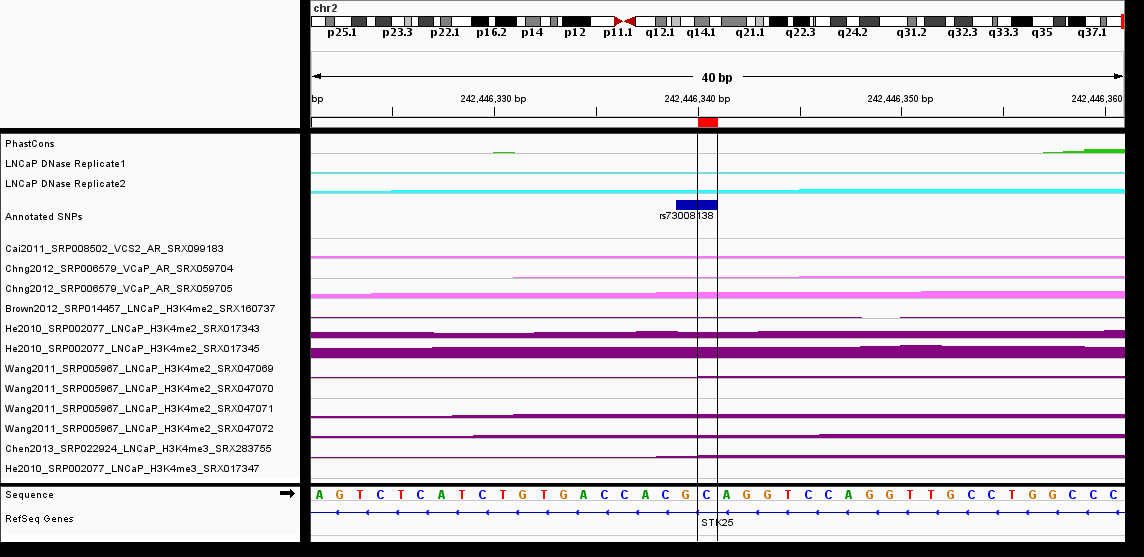 chr2
p25.1 p23.3 p22.1 p16.2 p14 p12 p11.1 q12.1 q14.1 q21.1 q22.3 q24.2 q31.2 q32.3 q33.3 q35 q37.1
40 bp
bp 242,446,330 bp 242,446,340 bp 242,446,350 bp 242,446,360
PhastCons
LNCaP DNase Replicate1
LNCaP DNase Replicate2
Annotated SNPs
rs73008138
Cai2011_SRP008502_VCS2_AR_SRX099183
Chng2012_SRP006579_VCaP_AR_SRX059704
Chng2012_SRP006579_VCaP_AR_SRX059705
Brown2012_SRP014457_LNCaP_H3K4me2_SRX160737
He2010_SRP002077_LNCaP_H3K4me2_SRX017343
He2010_SRP002077_LNCaP_H3K4me2_SRX017345
Wang2011_SRP005967_LNCaP_H3K4me2_SRX047069
Wang2011_SRP005967_LNCaP_H3K4me2_SRX047070
Wang2011_SRP005967_LNCaP_H3K4me2_SRX047071
Wang2011_SRP005967_LNCaP_H3K4me2_SRX047072
Chen2013_SRP022924_LNCaP_H3K4me3_SRX283755
He2010_SRP002077_LNCaP_H3K4me3_SRX017347
Sequence A G T C T C A T C T G T G A C C A C G C A G G T C C A G G T T G C C T G G C C C
RefSeq Genes
STK25